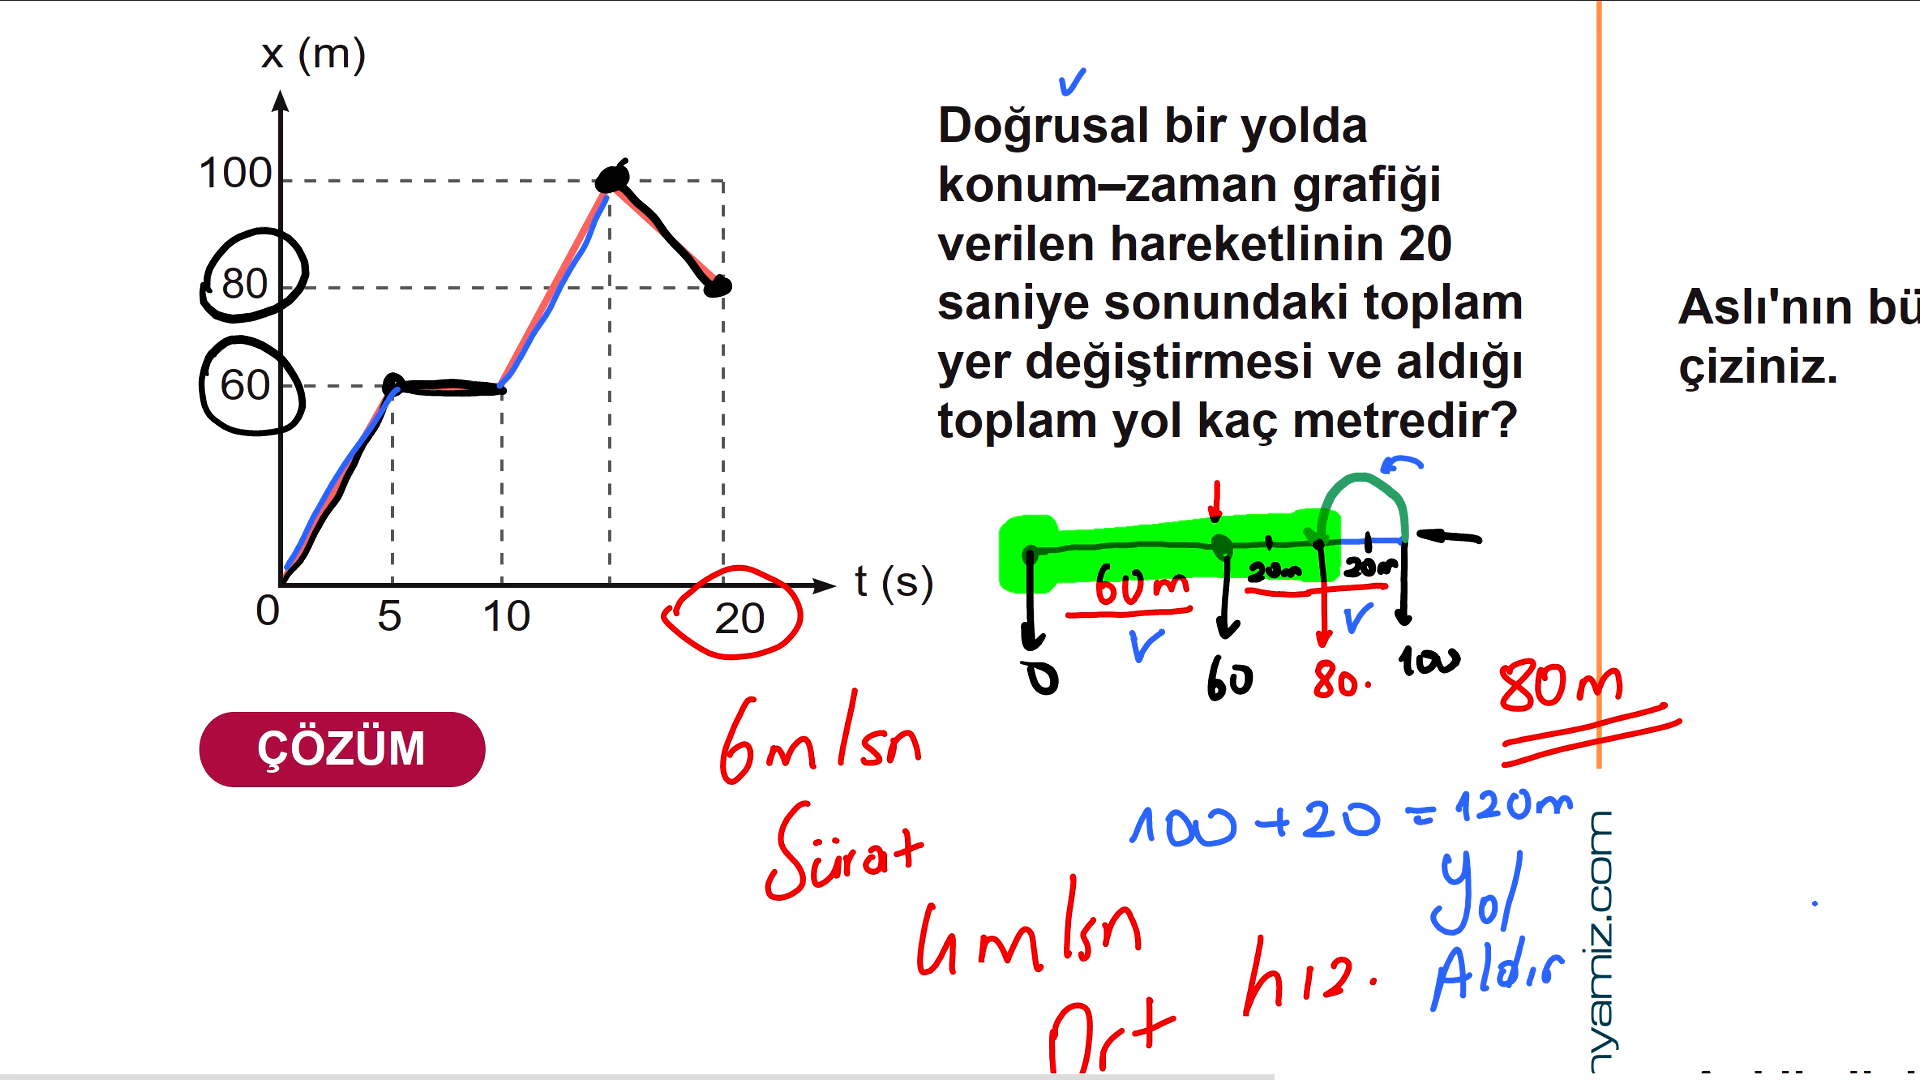 x (m)
100
80
60
0
5
10
20
t (s)
Doğrusal bir yolda
konum–zaman grafiği
verilen hareketlinin 20
saniye sonundaki toplam
yer değiştirmesi ve aldığı
toplam yol kaç metredir?
60m
20m
20m
0
60
80.
100
80m
ÇÖZÜM
6m/sn
Sürat
100+20=120m
Yol
Aldır
4m/sn
Ort
hız.
Aslı'nın bü
çiziniz.
nyamiz.com